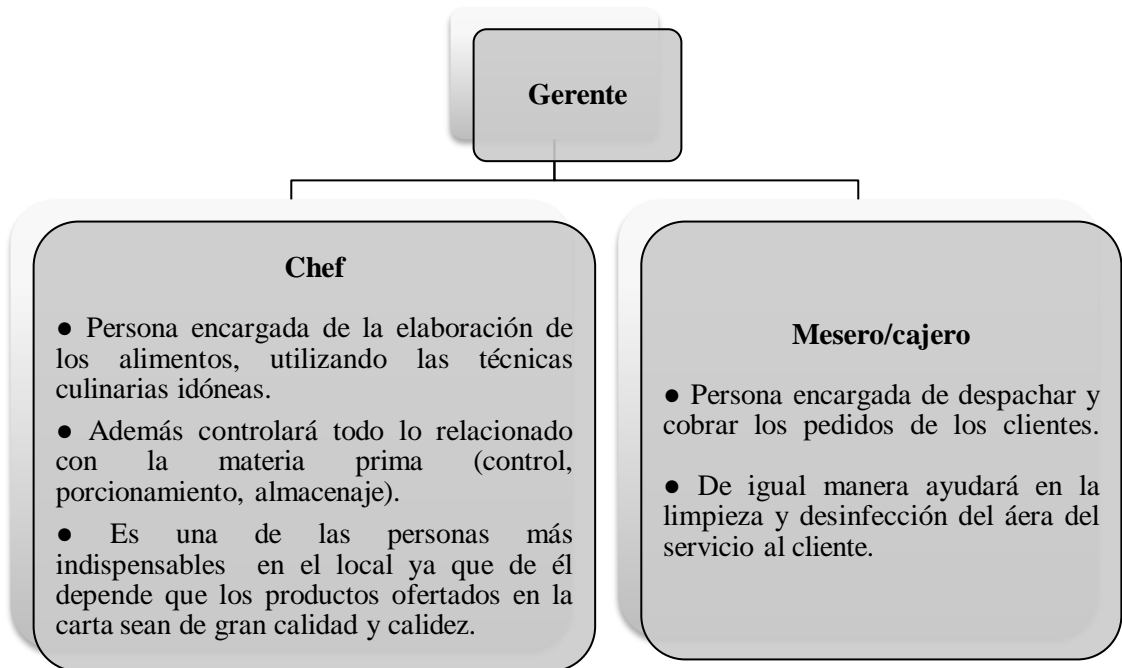 Gerente
Chef
● Persona encargada de la elaboración de
los alimentos, utilizando las técnicas
culinarias idóneas.
● Además controlará todo lo relacionado
con la materia prima (control,
porcionamiento, almacenaje).
● Es una de las personas más
indispensables en el local ya que de él
depende que los productos ofertados en la
carta sean de gran calidad y calidez.
Mesero/cajero
● Persona encargada de despachar y
cobrar los pedidos de los clientes.
● De igual manera ayudará en la
limpieza y desinfección del áera del
servicio al cliente.